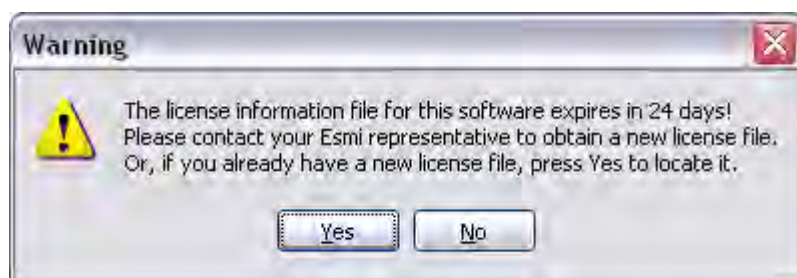 Warning
The license information file for this software expires in 24 days!
Please contact your Esmi representative to obtain a new license file.
Or, if you already have a new license file, press Yes to locate it.
Yes No